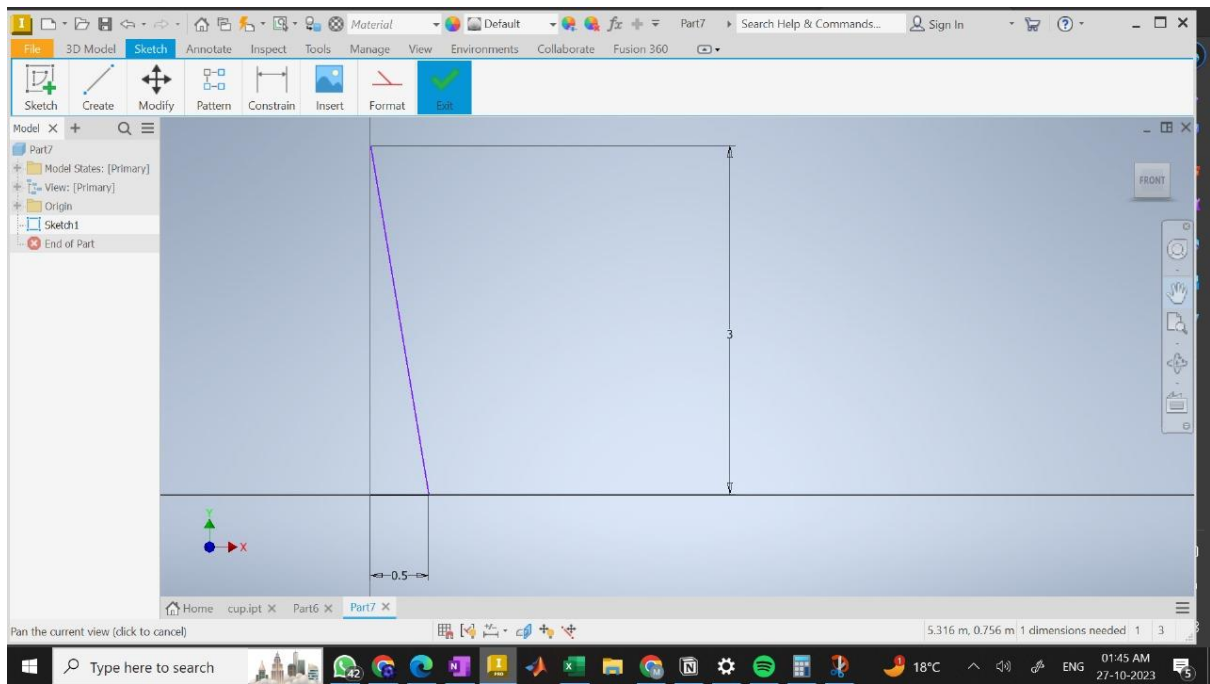 I Material Default fx Part7 Search Help & Commands... Sign In
File 3D Model Sketch Annotate Inspect Tools Manage View Environments Collaborate Fusion 360
Sketch Create Modify Pattern Constrain Insert Format Exit
Model
Part7
Model States: [Primary]
View: [Primary]
Origin
Sketch1
End of Part
FRONT
3
Y
X
0.5
Home cup.ipt Part6 Part7
Pan the current view (click to cancel) 5.316 m, 0.756 m 1 dimensions needed 1 3
Type here to search 42 18°C ENG 01:45 AM
27-10-2023 5